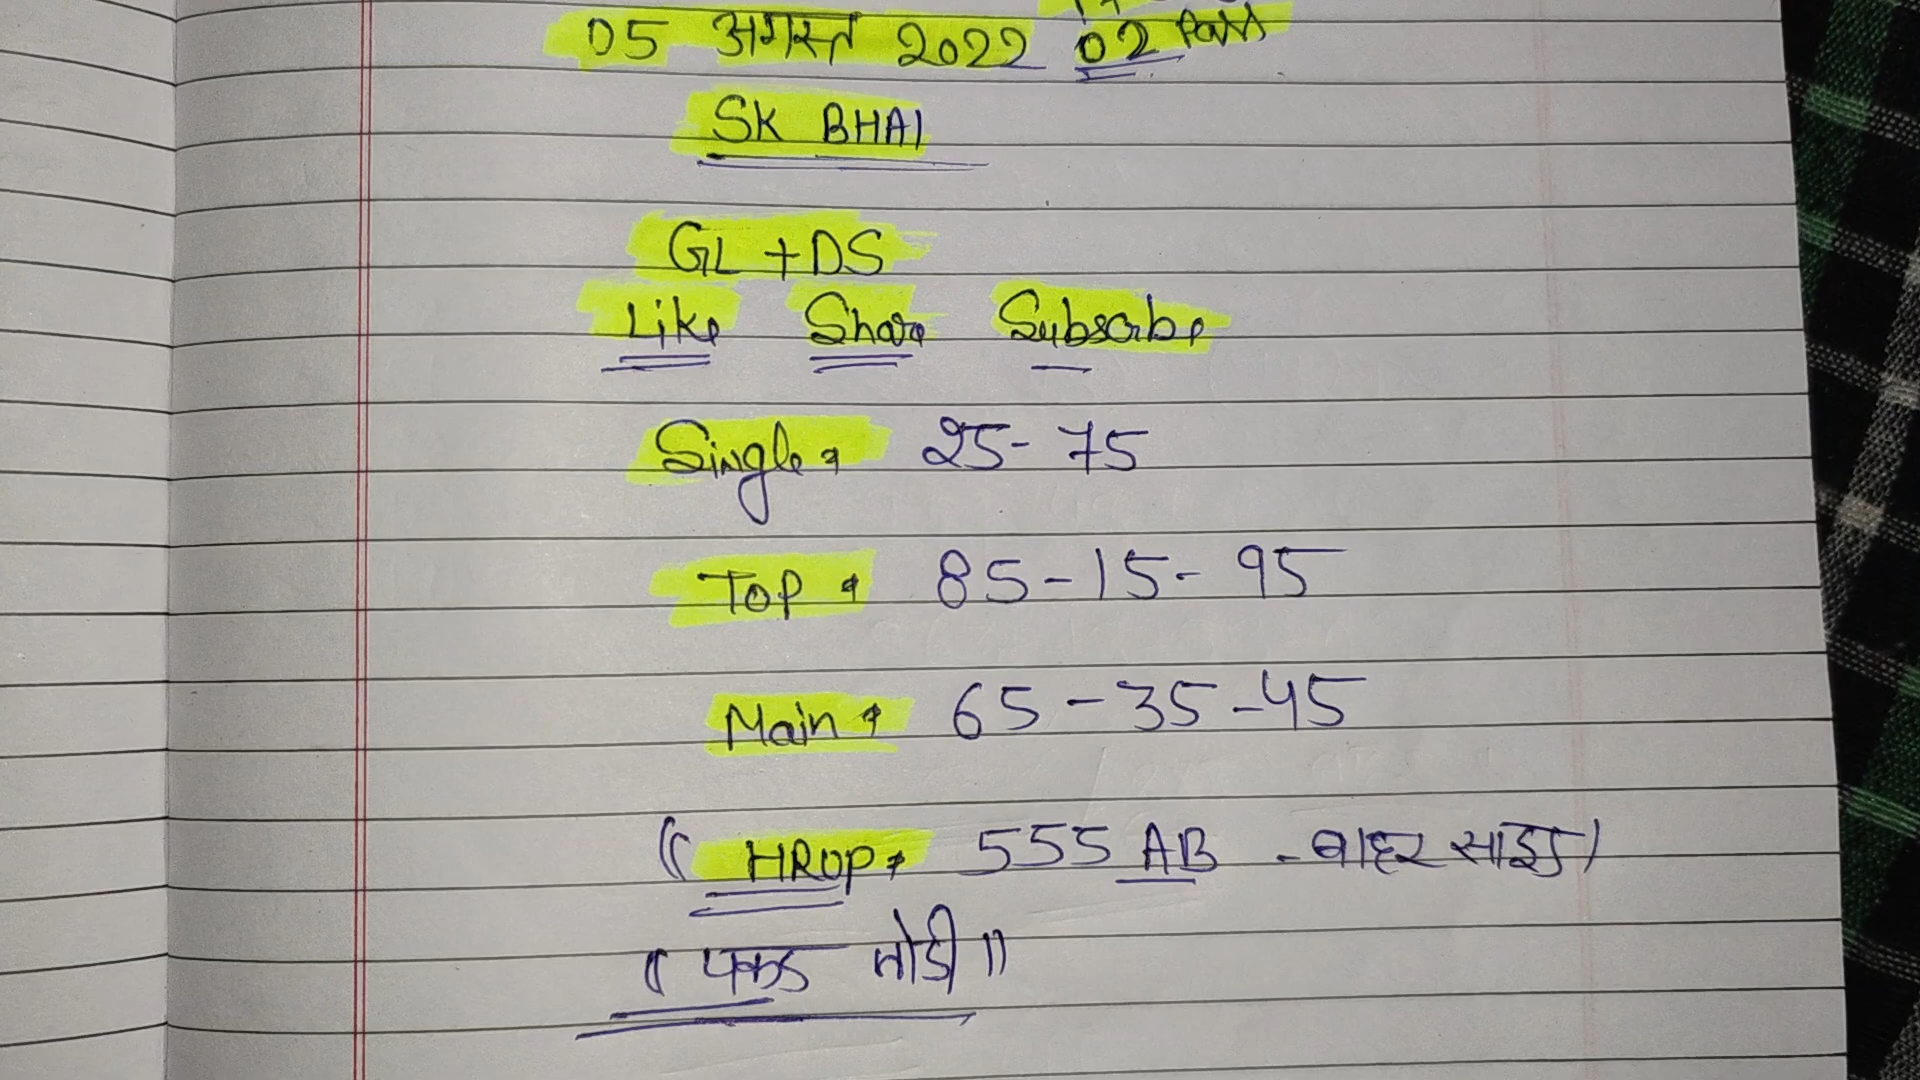 05 अगस्त 2022 02 Pass
SK BHAI
GL + DS
Like Share Subscribe
Single 25-75
Top 85-15-95
Main 65-35-45
(( HRUP 555 AB - बाहर साइड)
(( पकड जोडी ))